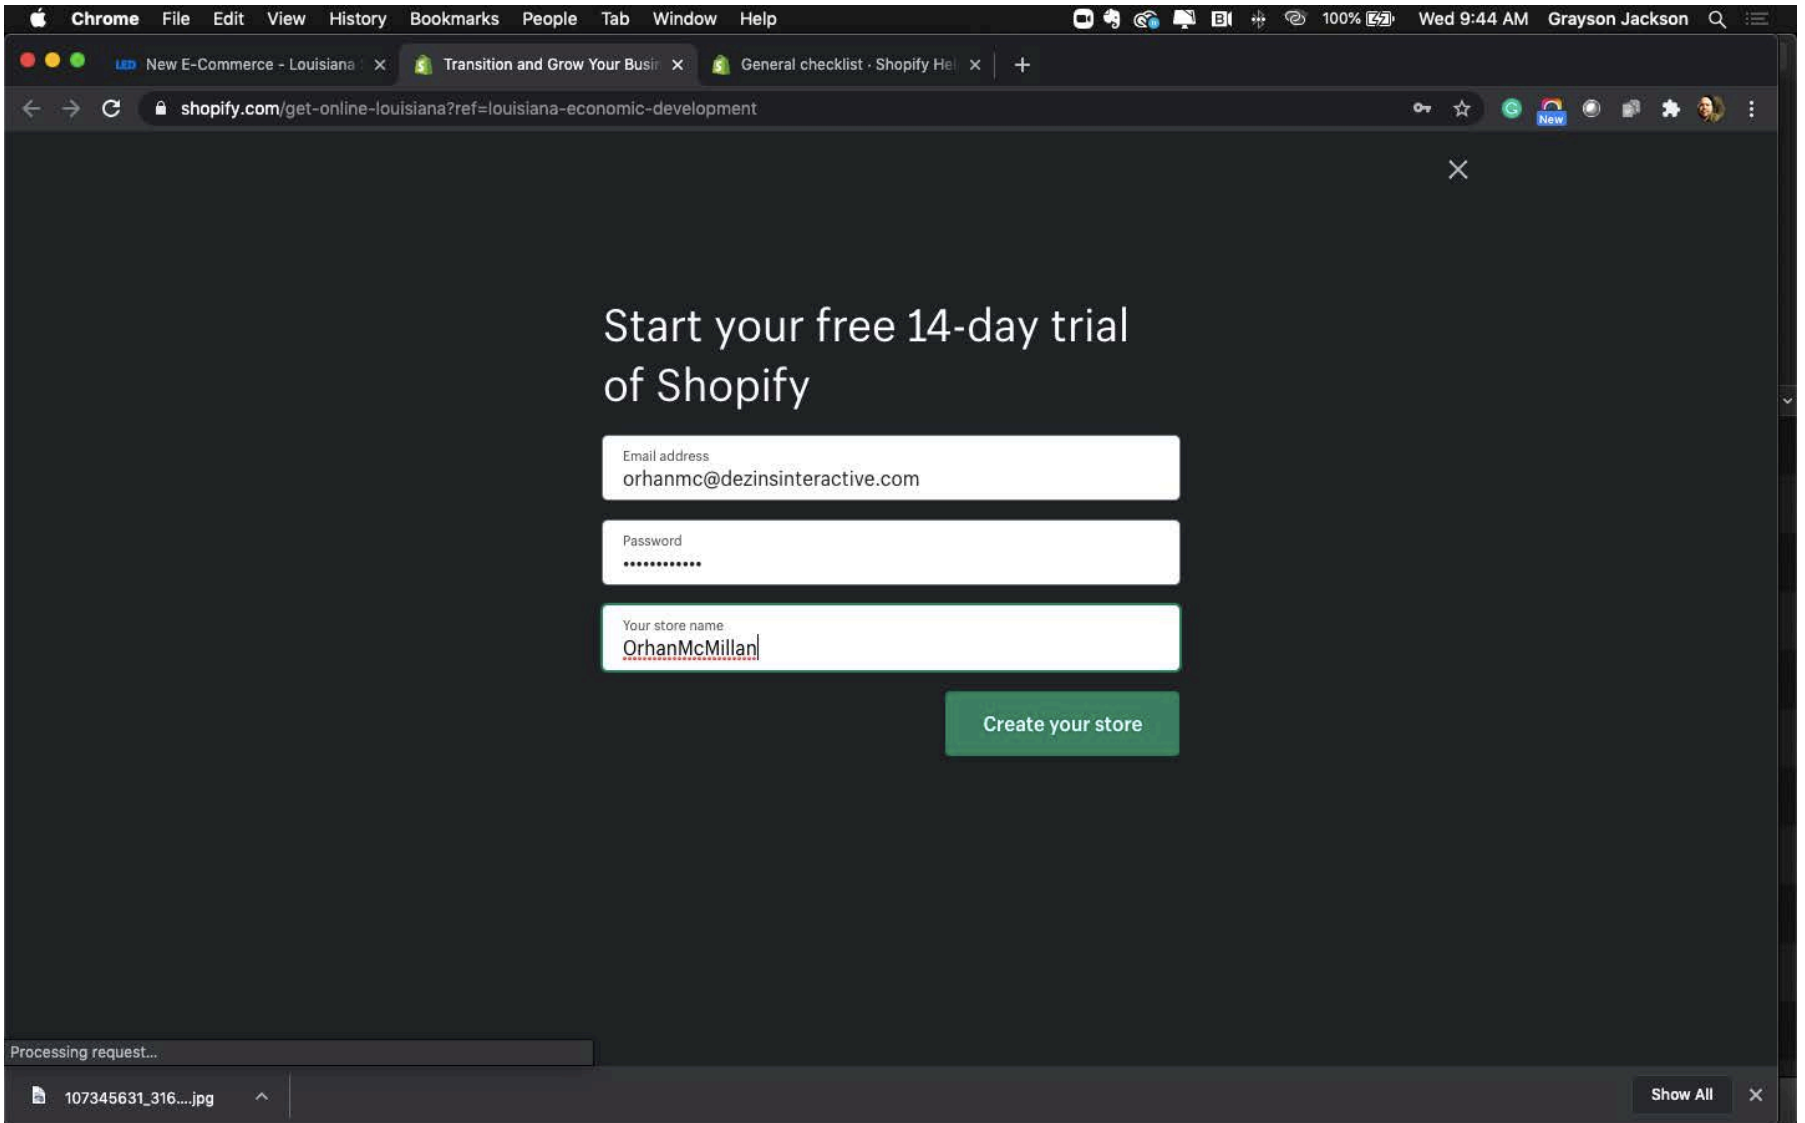 Chrome File Edit View History Bookmarks People Tab Window Help 100% Wed 9:44 AM Grayson Jackson
LED New E-Commerce - Louisiana Transition and Grow Your Busin General checklist · Shopify Hel
shopify.com/get-online-louisiana?ref=louisiana-economic-development
New
Start your free 14-day trial
of Shopify
Email address
orhanmc@dezinsinteractive.com
Password
••••••••••••
Your store name
OrhanMcMillan
Create your store
Processing request...
107345631_316....jpg Show All